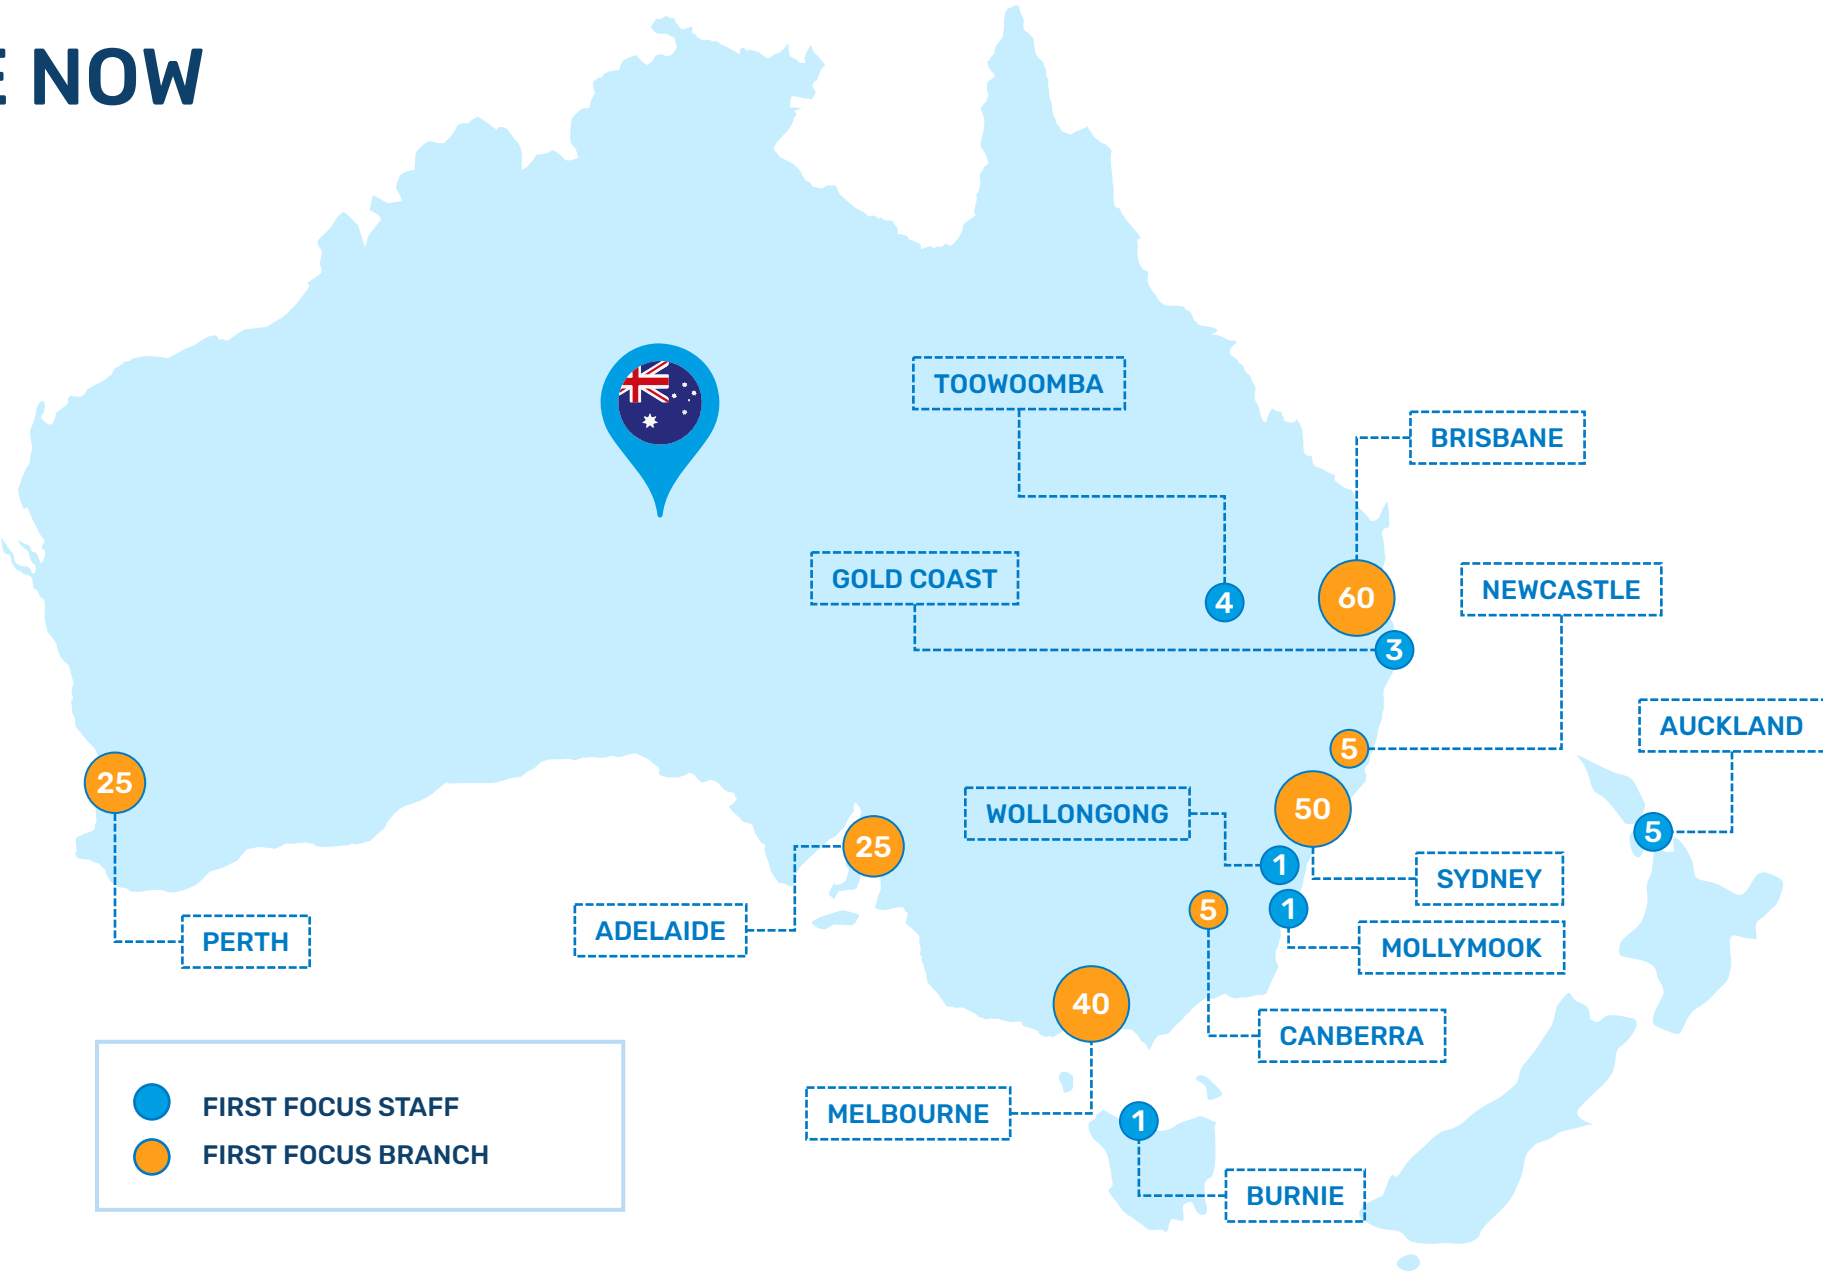 E NOW
TOOWOOMBA
BRISBANE
GOLD COAST
NEWCASTLE
4
60
3
AUCKLAND
5
25
WOLLONGONG
50
5
25
1
SYDNEY
5
1
PERTH
ADELAIDE
MOLLYMOOK
40
CANBERRA
FIRST FOCUS STAFF
MELBOURNE
1
FIRST FOCUS BRANCH
BURNIE